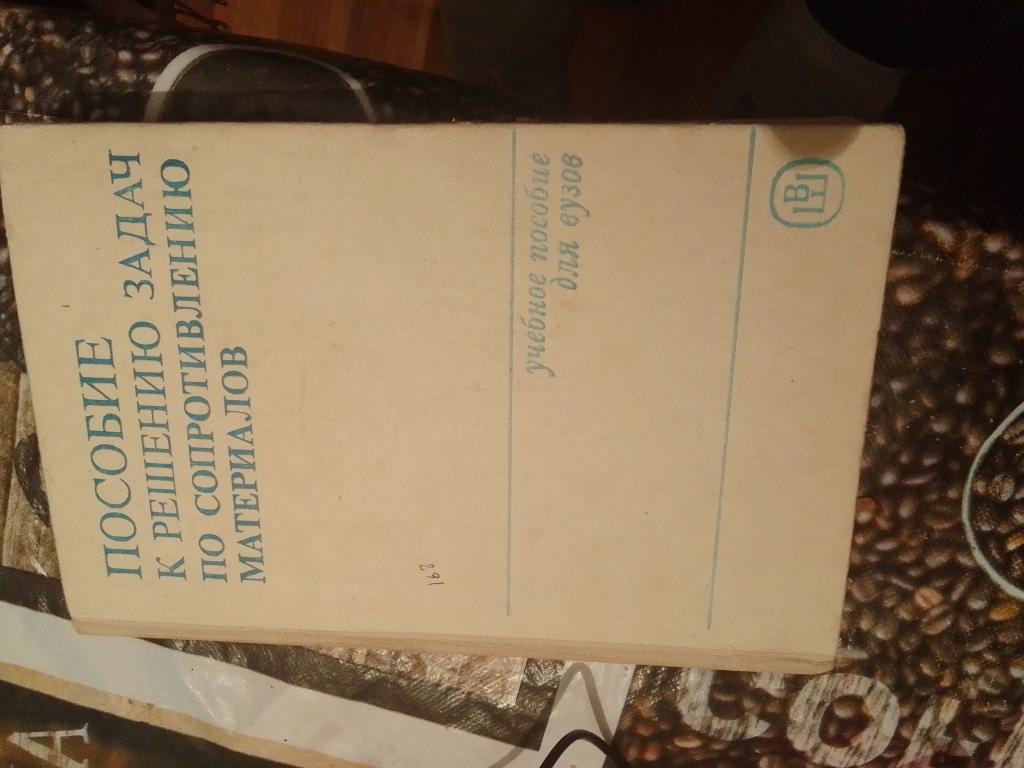 ПОСОБИЕ
К РЕШЕНИЮ ЗАДАЧ
ПО СОПРОТИВЛЕНИЮ
МАТЕРИАЛОВ
учебное пособие
для вузов